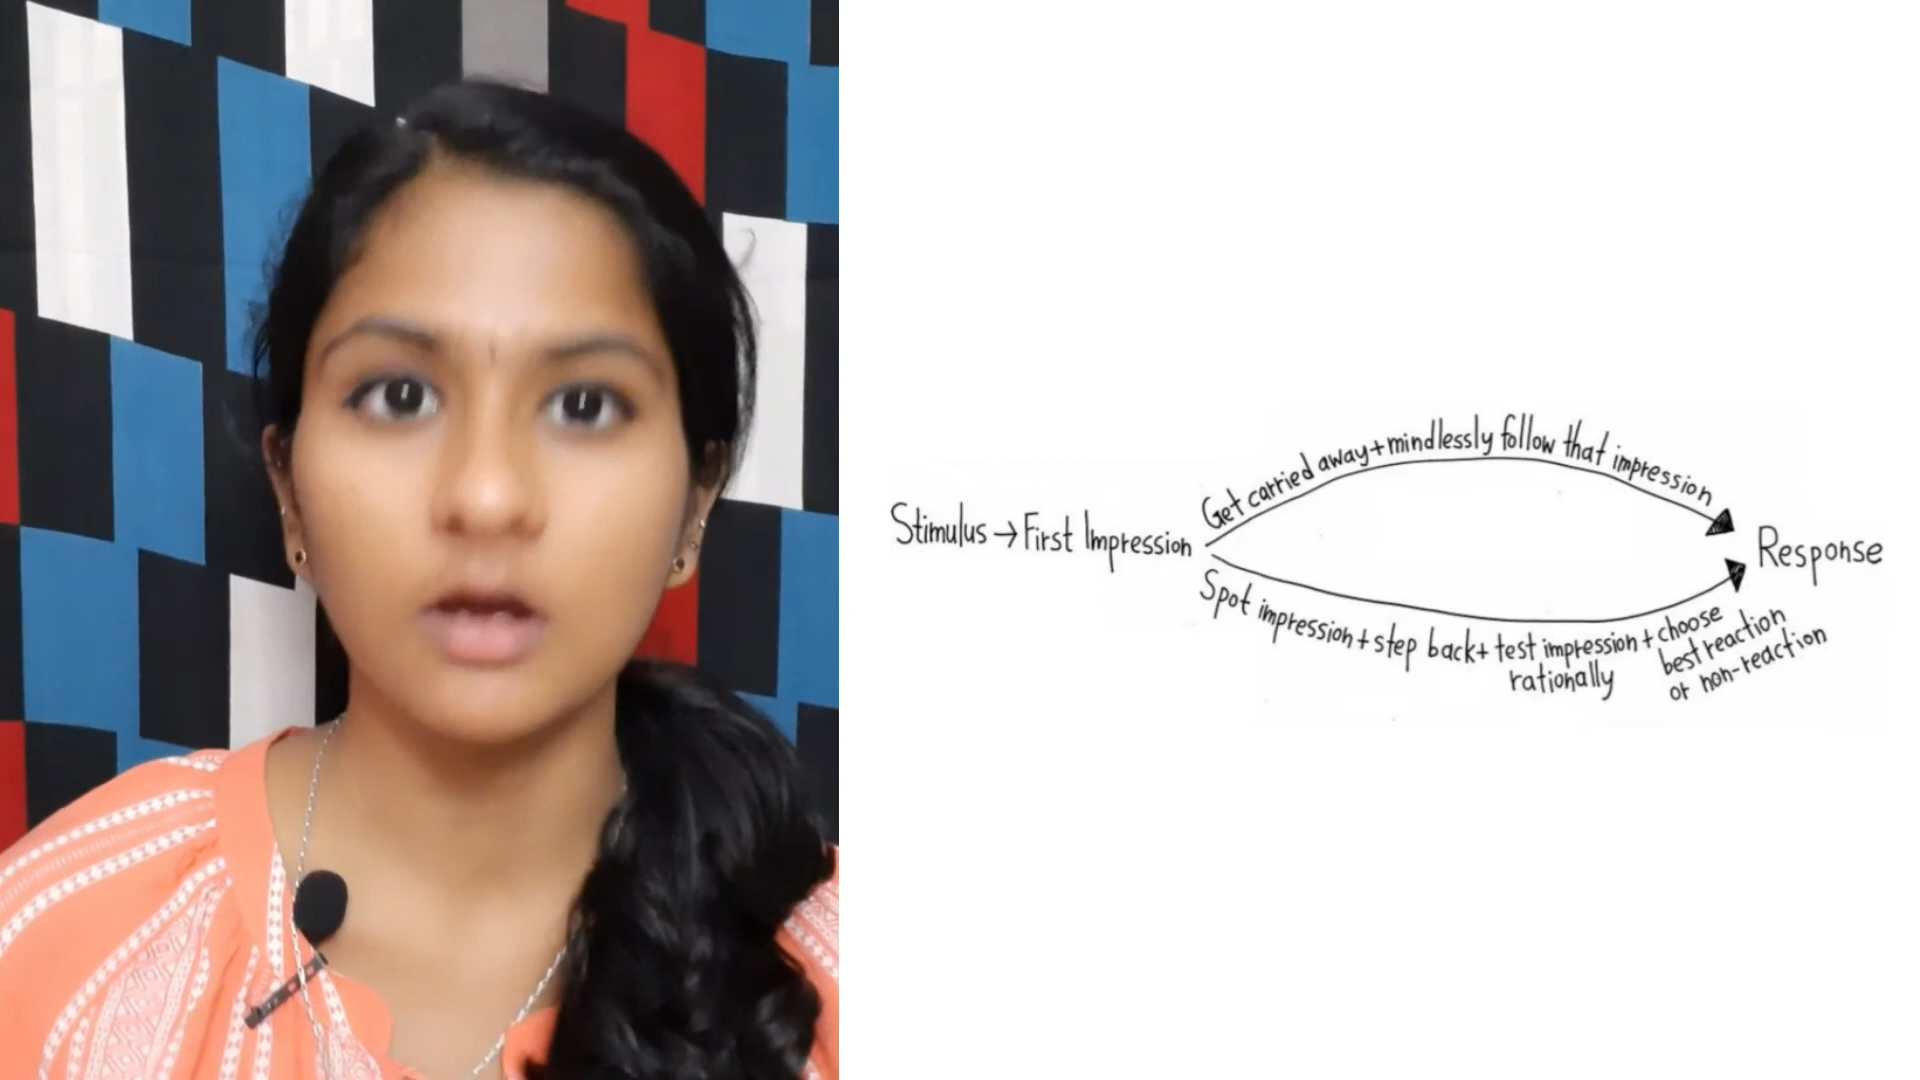 Stimulus → First Impression
Get carried away + mindlessly follow that impression
Response
Spot impression + step back + test impression + choose
rationally
best reaction
or non-reaction